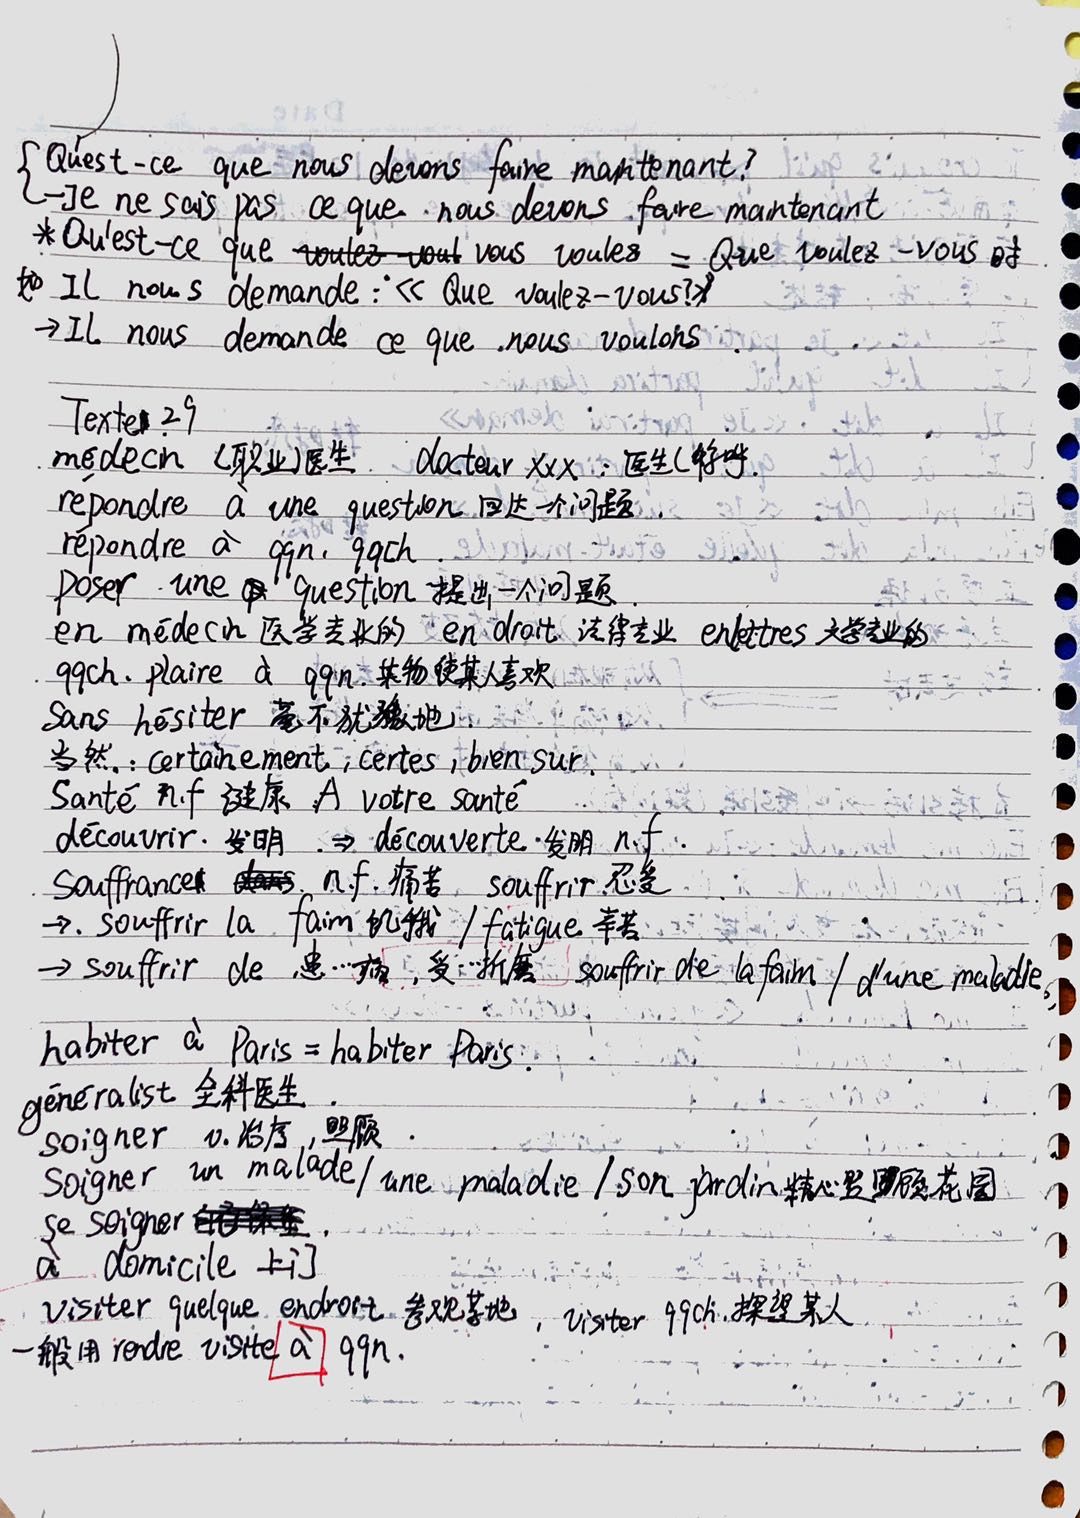 Qu'est-ce que nous devons faire maintenant?
-Je ne sais pas ce que nous devons faire maintenant
*Qu'est-ce que vous voulez = Que voulez-vous 时
如 Il nous demande: << Que voulez-vous?>>
→Il nous demande ce que nous voulons.
Texte 29
médecin (职业)医生. docteur xxx: 医生(称呼.
répondre à une question 回达一个问题.
répondre à qqn. qqch.
poser une question 提出一个问题.
en médecin 医学专业的 en droit 法得专业 en lettres 文学专业的
qqch. plaire à qqn. 某物使某人喜欢
Sans hésiter 毫不犹豫地.
当然.: certainement, certes, bien sur.
Santé n.f 健康 A votre santé
découvrir. 发明 ⇒ découverte. 发明 n.f.
Souffrance n.f. 痛苦 souffrir 忍受
→. souffrir la faim 饥饿 / fatigue 辛苦
→ souffrir de 患…病, 受…折磨 souffrir de la faim / d'une maladie
habiter à Paris = habiter Paris.
généralist 全科医生.
soigner v. 治疗, 照顾.
Soigner un malade/une maladie / son jardin 精心照顾花园
se soigner.
à domicile 上门
visiter quelque endroit 参观某地, visiter qqch. 探望某人
一般用 rendre visite à qqn.